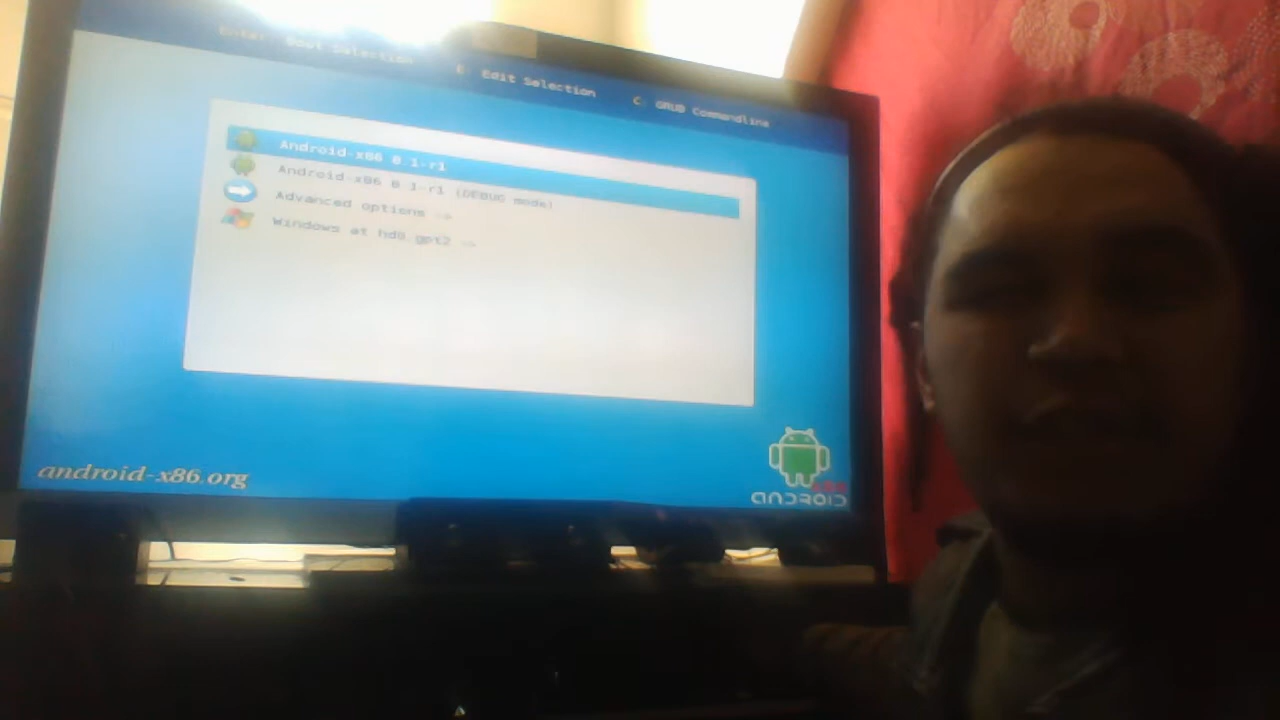 Enter Boot Selection E Edit Selection C GRUB Commandline
Android-x86 8.1-r1
Android-x86 8.1-r1 (DEBUG mode)
Advanced options ->
Windows at hd0,gpt2 ->
android-x86.org
ANDROID